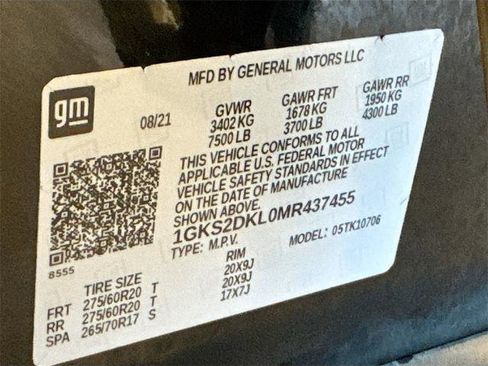 MFD BY GENERAL MOTORS LLC
gm
08/21
GVWR GAWR FRT GAWR RR
3402 KG 1678 KG 1950 KG
7500 LB 3700 LB 4300 LB
THIS VEHICLE CONFORMS TO ALL
APPLICABLE U.S. FEDERAL MOTOR
VEHICLE SAFETY STANDARDS IN EFFECT
ON THE DATE OF MANUFACTURE
SHOWN ABOVE.
1GKS2DKL0MR437455
TYPE: M.P.V. MODEL: 05TK10706
8555
TIRE SIZE RIM
FRT 275/60R20 T 20X9J
RR 275/60R20 T 20X9J
SPA 265/70R17 S 17X7J